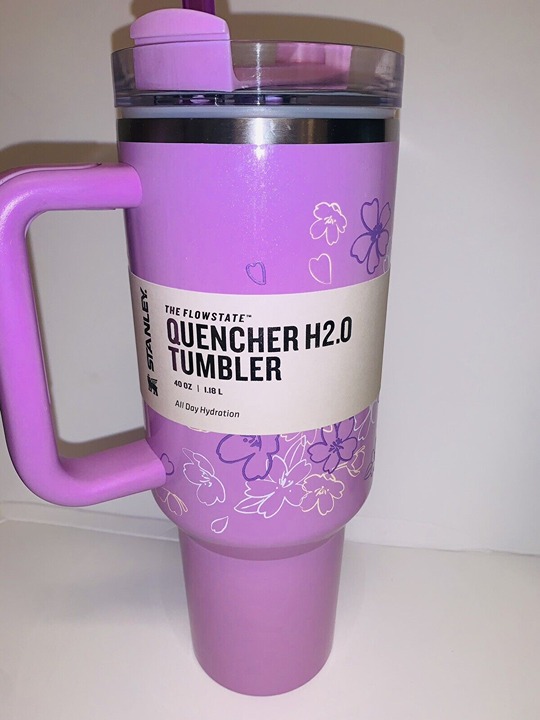 STANLEY.
THE FLOWSTATE™
QUENCHER H2.0
TUMBLER
40 OZ | 1.18 L
All Day Hydration